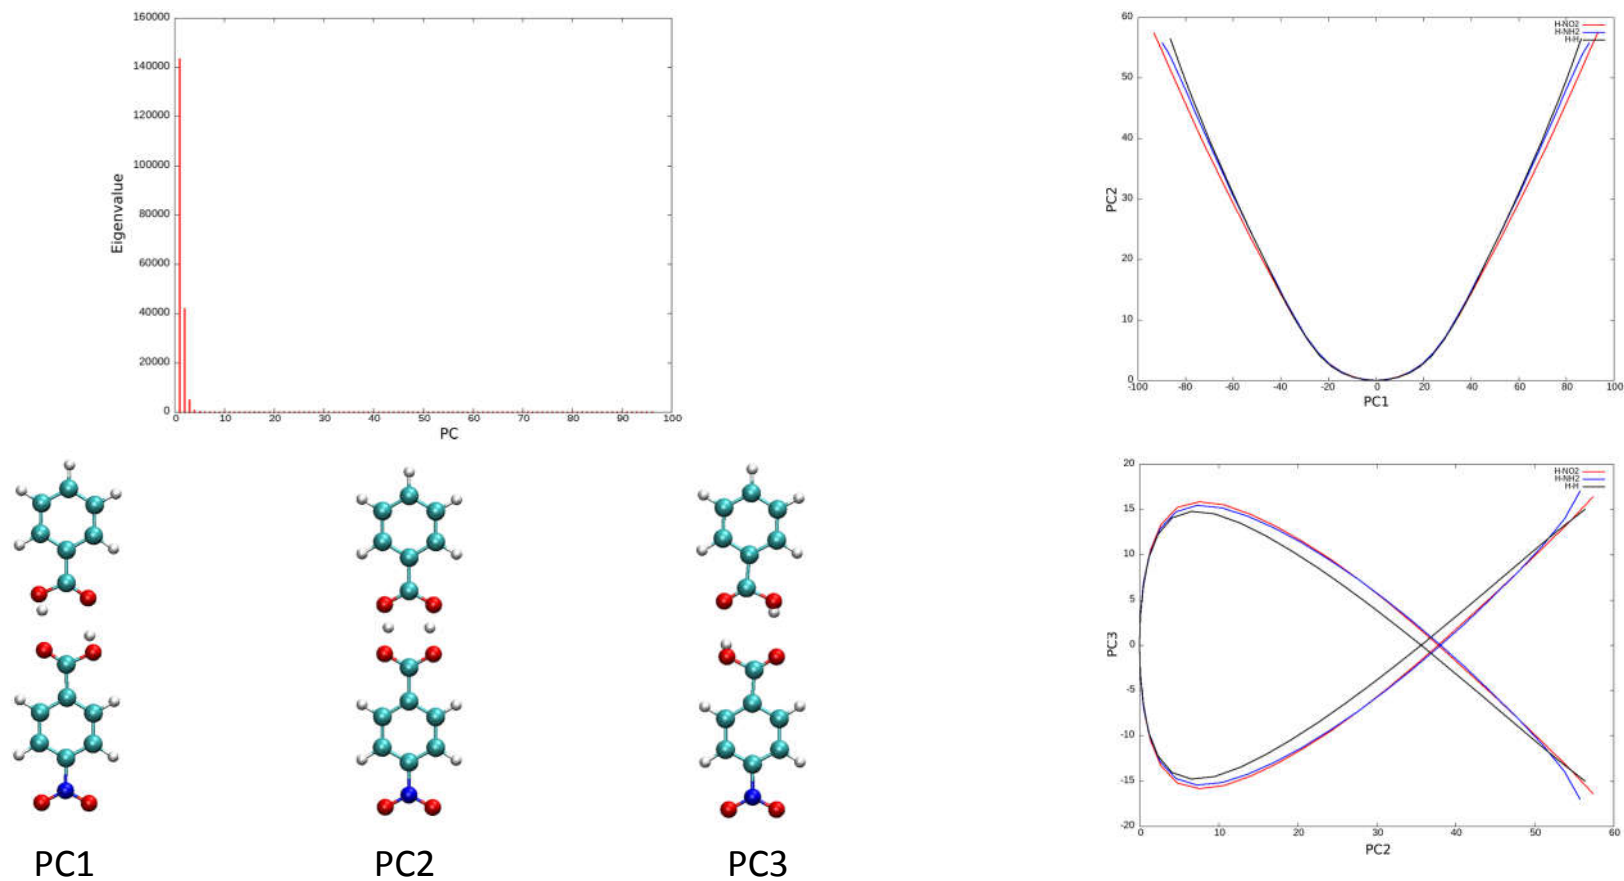 160000
140000
120000
100000
80000
60000
40000
20000
0
Eigenvalue
0 10 20 30 40 50 60 70 80 90 100
PC
60
50
40
30
20
10
0
PC2
H-NO2
H-NH2
H-H
-100 -80 -60 -40 -20 0 20 40 60 80 100
PC1
20
15
10
5
0
-5
-10
-15
-20
PC3
H-NO2
H-NH2
H-H
0 10 20 30 40 50 60
PC2
PC1 PC2 PC3